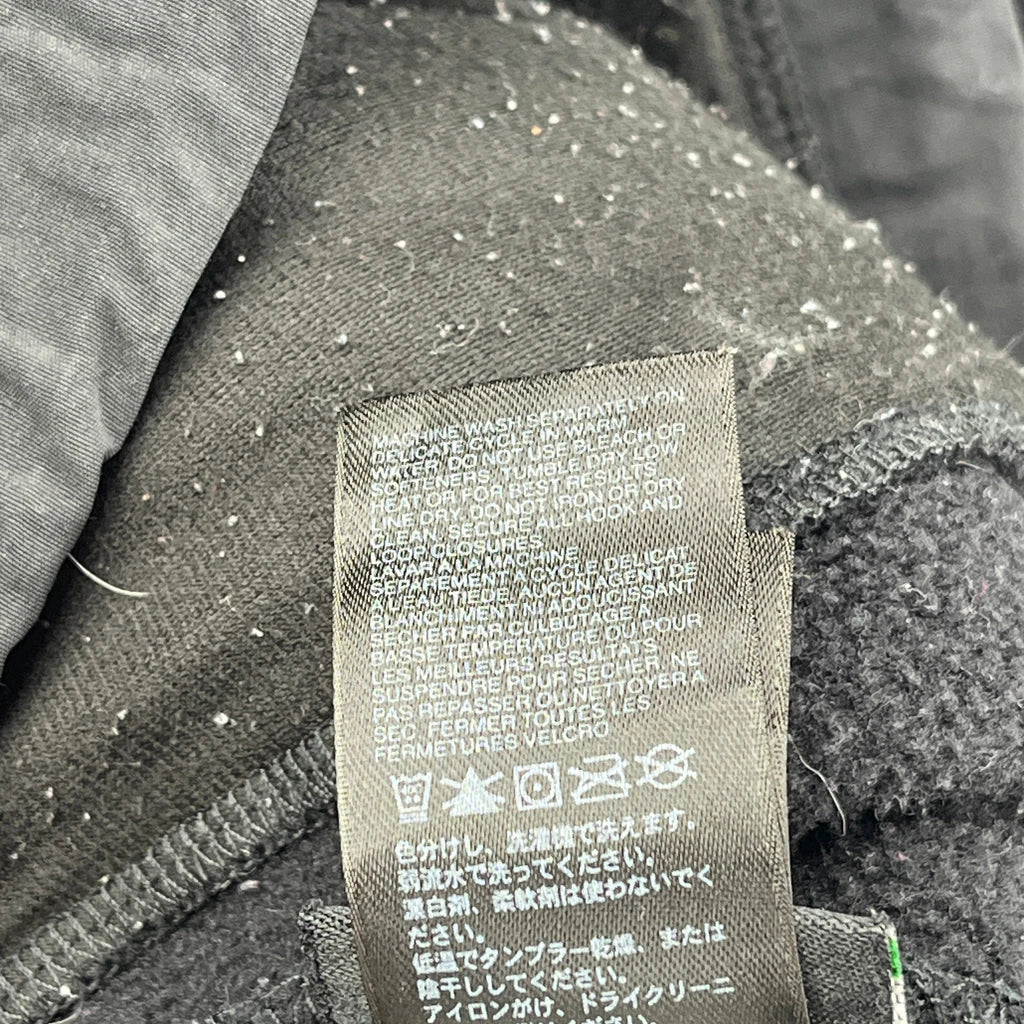 MACHINE WASH SEPARATELY ON
DELICATE CYCLE IN WARM
WATER. DO NOT USE BLEACH OR
SOFTENERS. TUMBLE DRY LOW
HEAT OR FOR BEST RESULTS
LINE DRY. DO NOT IRON OR DRY
CLEAN. SECURE ALL HOOK AND
LOOP CLOSURES.
LAVAR A LA MACHINE
SEPAREMENT A CYCLE DELICAT
A L'EAU TIEDE. AUCUN AGENT DE
BLANCHIMENT NI ADOUCISSANT
SECHER PAR CULBUTAGE A
BASSE TEMPERATURE OU POUR
LES MEILLEURS RESULTATS
SUSPENDRE POUR SECHER. NE
PAS REPASSER OU NETTOYER A
SEC. FERMER TOUTES LES
FERMETURES VELCRO
色分けし、洗濯機で洗えます。
弱流水で洗ってください。
漂白剤、柔軟剤は使わないでく
ださい。
低温でタンブラー乾燥、または
陰干ししてください。
アイロンがけ、ドライクリーニ